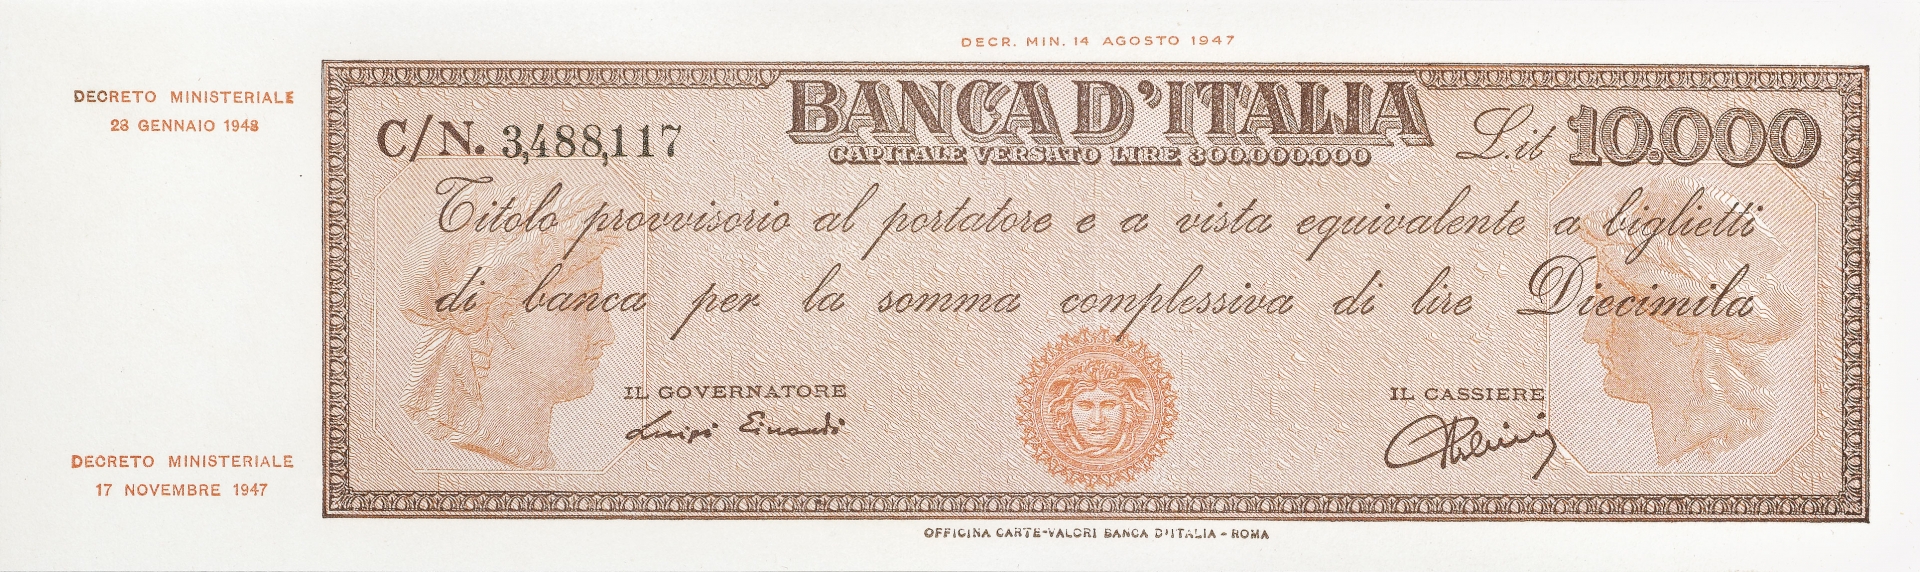 DECR. MIN. 14 AGOSTO 1947
DECRETO MINISTERIALE
28 GENNAIO 1948
BANCA D'ITALIA
C/N. 3,488,117
Lit 10.000
CAPITALE VERSATO LIRE 300.000.000
Titolo provvisorio al portatore e a vista equivalente a biglietti
di banca per la somma complessiva di lire Diecimila
IL GOVERNATORE
Luigi Einaudi
IL CASSIERE
DECRETO MINISTERIALE
17 NOVEMBRE 1947
OFFICINA CARTE-VALORI BANCA D'ITALIA - ROMA